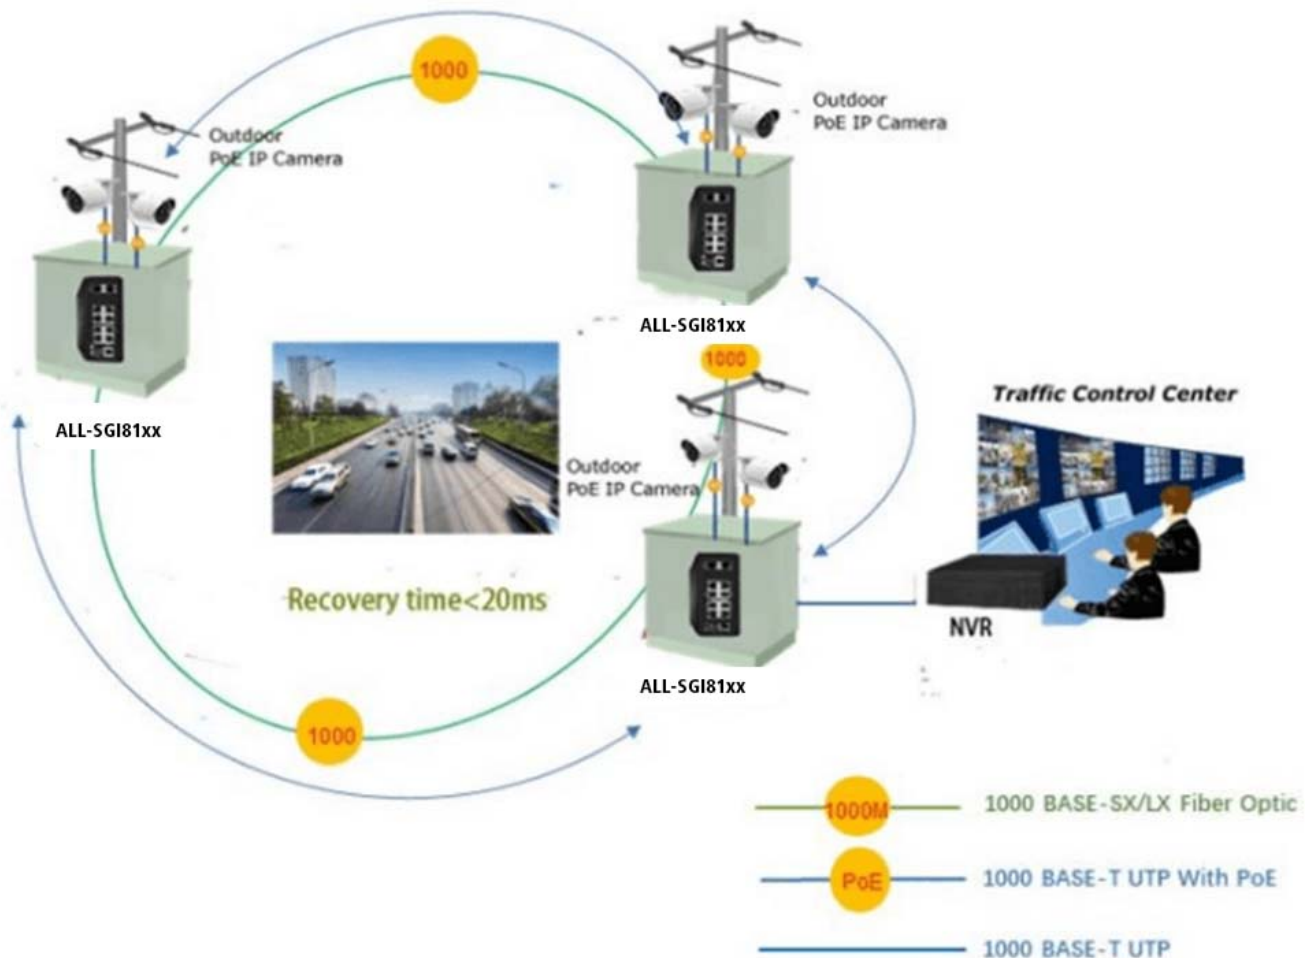 1000
Outdoor
PoE IP Camera
Outdoor
PoE IP Camera
ALL-SGI81xx
1000
ALL-SGI81xx
Traffic Control Center
Outdoor
PoE IP Camera
Recovery time<20ms
NVR
ALL-SGI81xx
1000
1000M
1000 BASE-SX/LX Fiber Optic
PoE
1000 BASE-T UTP With PoE
1000 BASE-T UTP